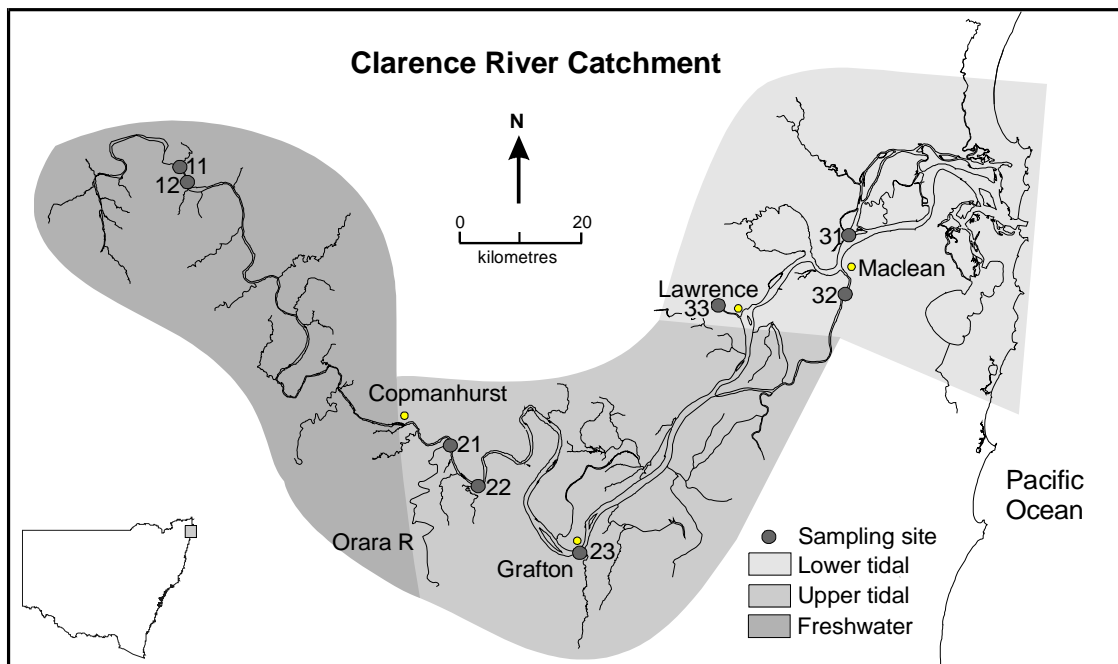 Clarence River Catchment
N
0 20
kilometres
11
12
31
Maclean
Lawrence
32
33
Copmanhurst
21
22
Orara R
Grafton
23
Pacific
Ocean
Sampling site
Lower tidal
Upper tidal
Freshwater